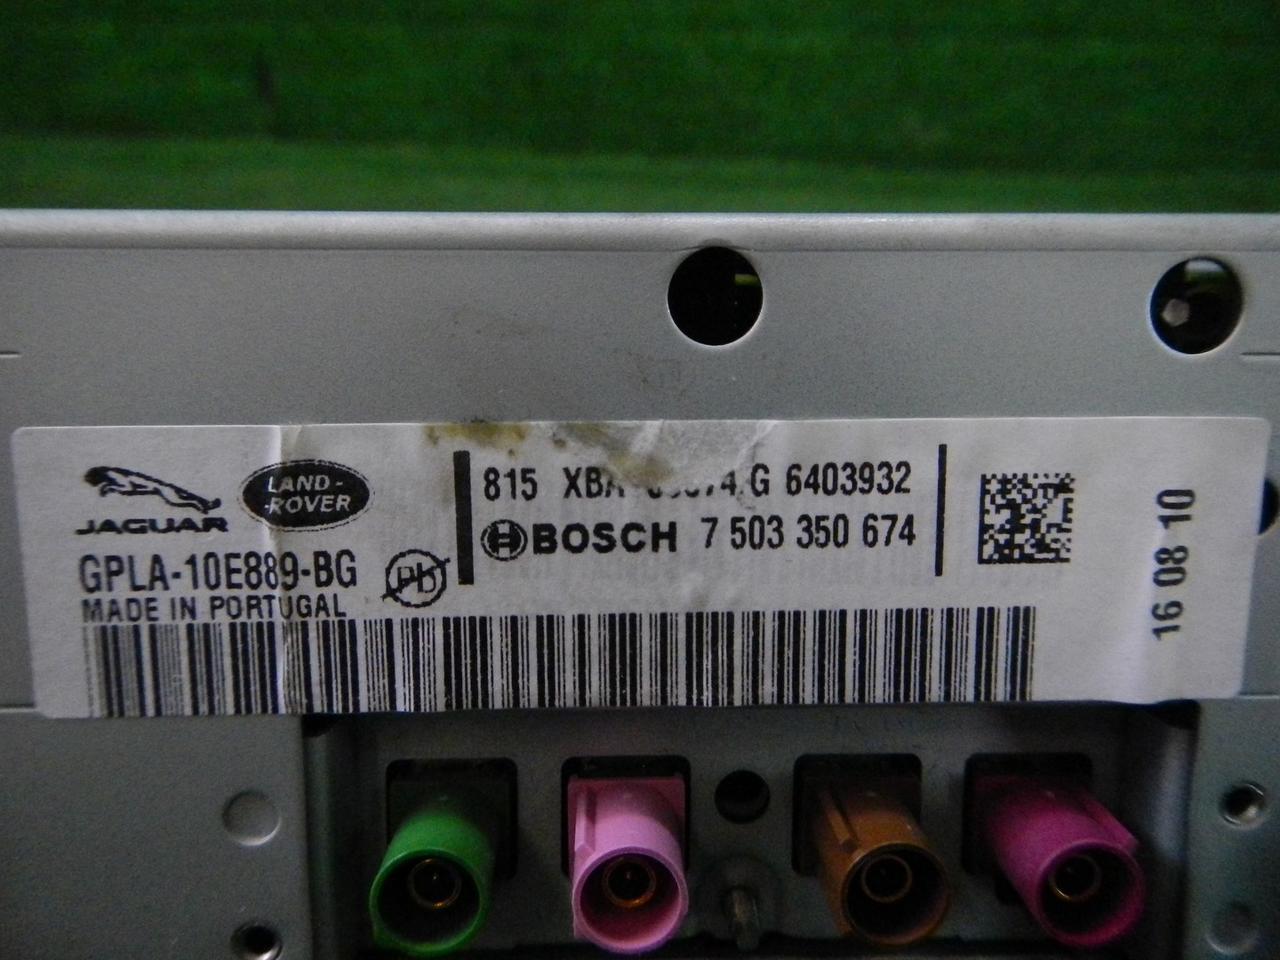 JAGUAR
LAND-
-ROVER
GPLA-10E889-BG
Pb
MADE IN PORTUGAL
815 G 6403932
BOSCH 7 503 350 674
16 08 10